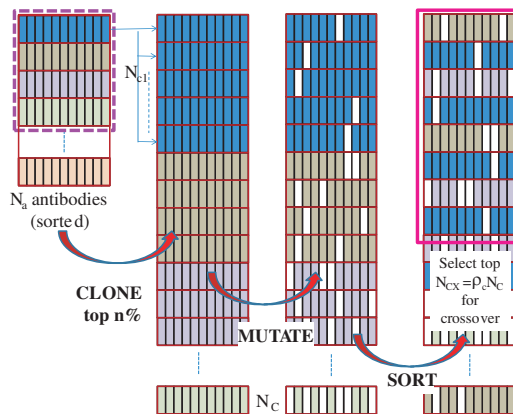 N_c1
N_a antibodies
(sorted)
CLONE
top n%
MUTATE
Select top
N_CX = ρ_c N_C
for
crossover
SORT
N_C